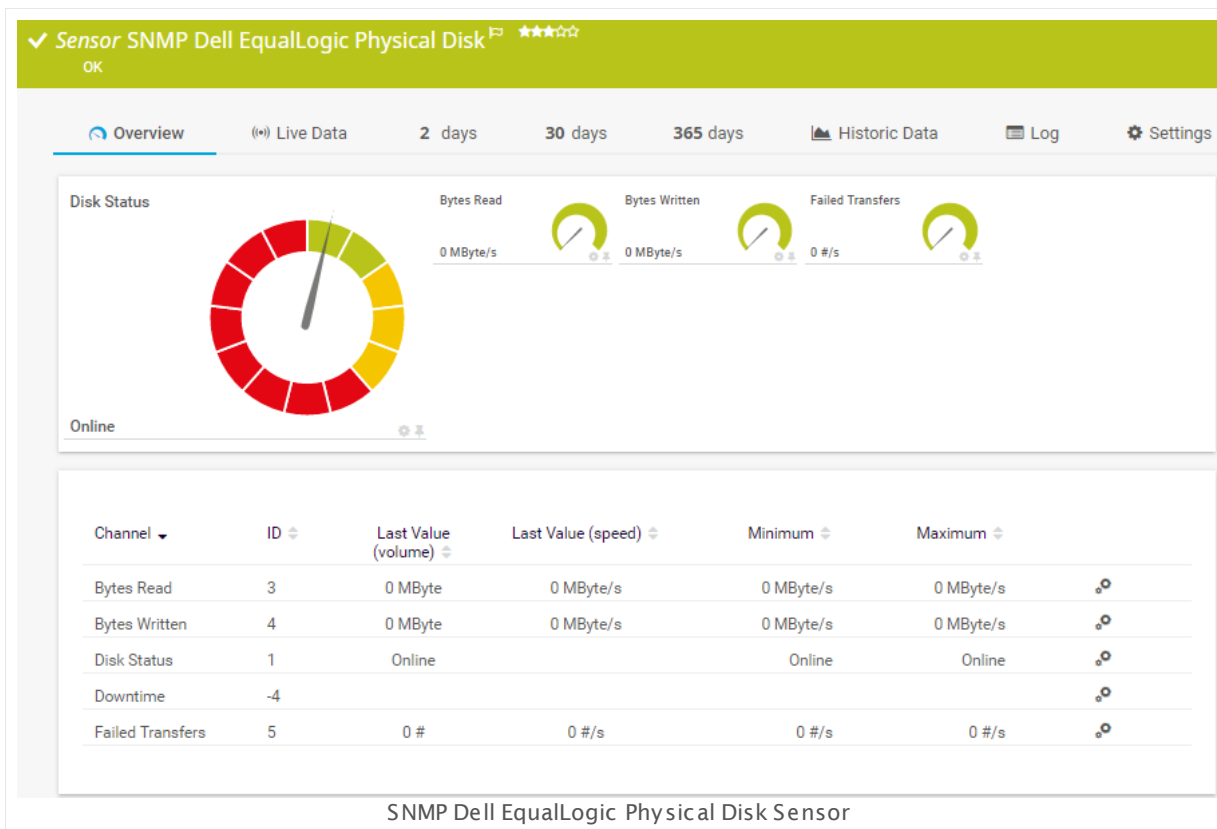 Sensor SNMP Dell EqualLogic Physical Disk
OK
Overview Live Data 2 days 30 days 365 days Historic Data Log Settings
Disk Status
Online
Bytes Read
0 MByte/s
Bytes Written
0 MByte/s
Failed Transfers
0 #/s
Channel ID Last Value (volume) Last Value (speed) Minimum Maximum
Bytes Read 3 0 MByte 0 MByte/s 0 MByte/s 0 MByte/s
Bytes Written 4 0 MByte 0 MByte/s 0 MByte/s 0 MByte/s
Disk Status 1 Online Online Online
Downtime -4
Failed Transfers 5 0 # 0 #/s 0 #/s 0 #/s
SNMP Dell EqualLogic Physical Disk Sensor